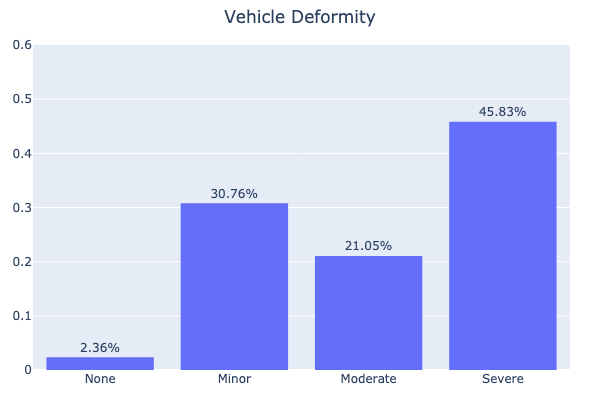 Vehicle Deformity
0.6
0.5
0.4
0.3
0.2
0.1
0
2.36%
30.76%
21.05%
45.83%
None
Minor
Moderate
Severe